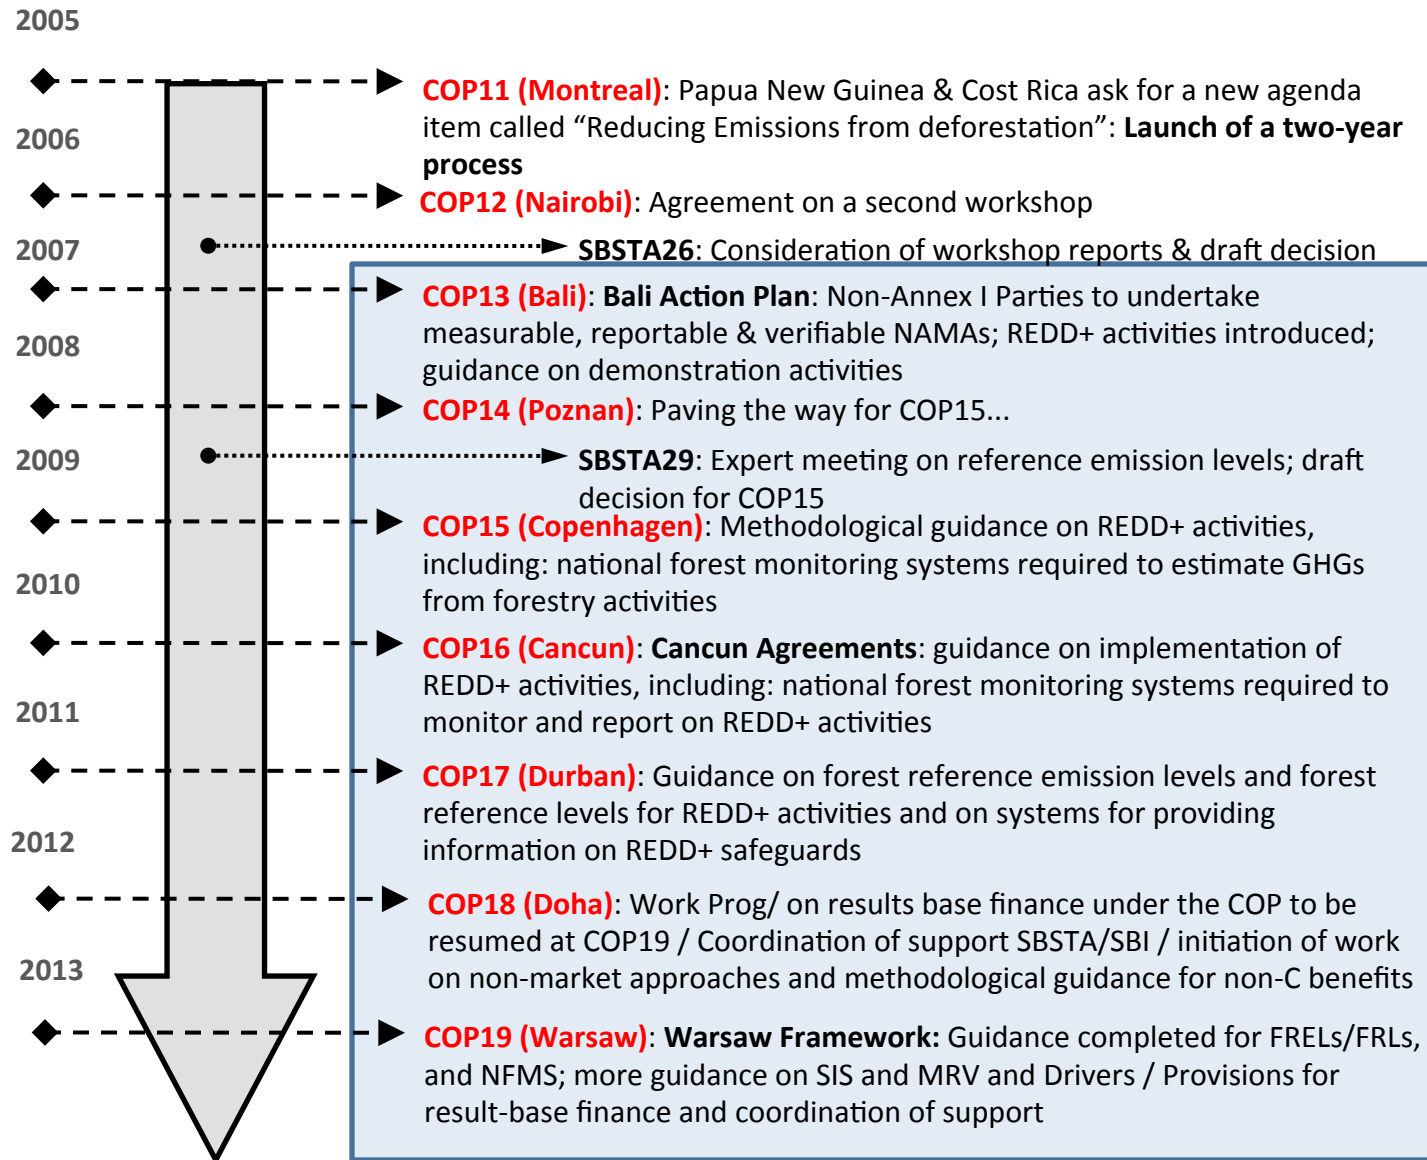 2005
COP11 (Montreal): Papua New Guinea & Cost Rica ask for a new agenda
item called “Reducing Emissions from deforestation”: Launch of a two-year
process
2006
COP12 (Nairobi): Agreement on a second workshop
2007
SBSTA26: Consideration of workshop reports & draft decision
COP13 (Bali): Bali Action Plan: Non-Annex I Parties to undertake
measurable, reportable & verifiable NAMAs; REDD+ activities introduced;
guidance on demonstration activities
2008
COP14 (Poznan): Paving the way for COP15...
2009
SBSTA29: Expert meeting on reference emission levels; draft
decision for COP15
COP15 (Copenhagen): Methodological guidance on REDD+ activities,
including: national forest monitoring systems required to estimate GHGs
from forestry activities
2010
COP16 (Cancun): Cancun Agreements: guidance on implementation of
REDD+ activities, including: national forest monitoring systems required to
monitor and report on REDD+ activities
2011
COP17 (Durban): Guidance on forest reference emission levels and forest
reference levels for REDD+ activities and on systems for providing
information on REDD+ safeguards
2012
COP18 (Doha): Work Prog/ on results base finance under the COP to be
resumed at COP19 / Coordination of support SBSTA/SBI / initiation of work
on non-market approaches and methodological guidance for non-C benefits
2013
COP19 (Warsaw): Warsaw Framework: Guidance completed for FRELs/FRLs,
and NFMS; more guidance on SIS and MRV and Drivers / Provisions for
result-base finance and coordination of support